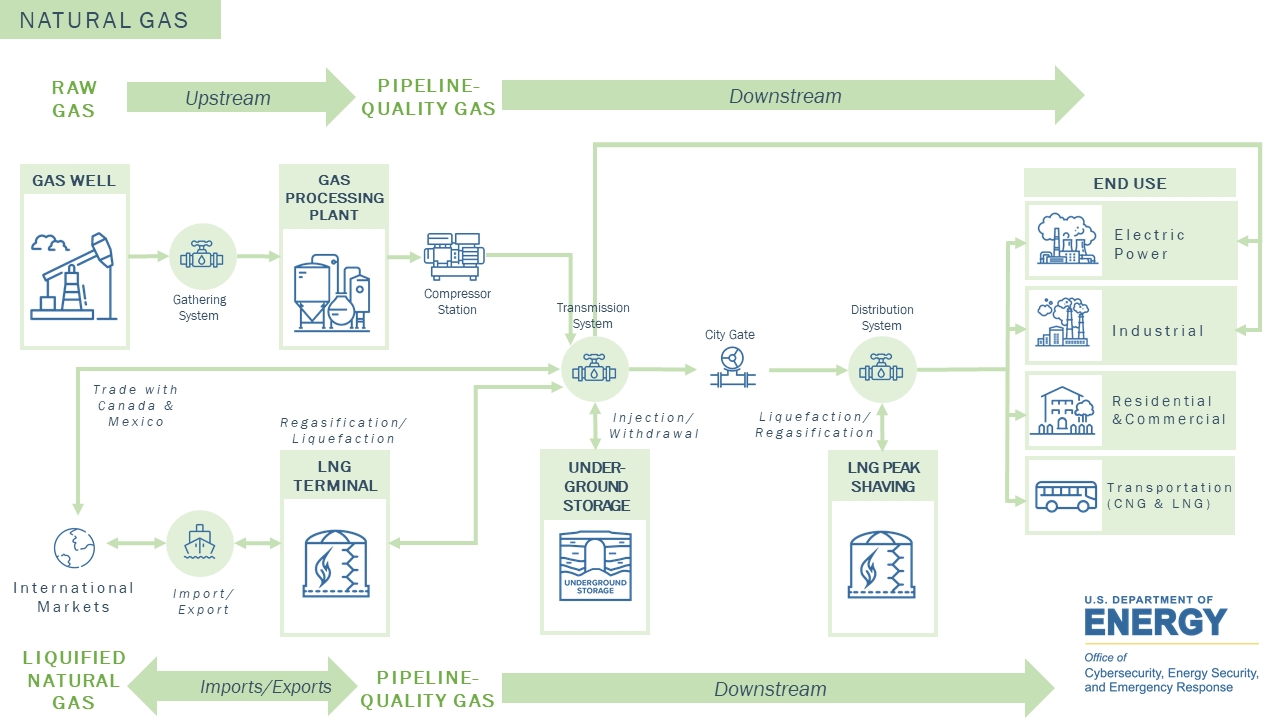 NATURAL GAS
RAW
GAS
Upstream
PIPELINE-
QUALITY GAS
Downstream
GAS WELL
Gathering
System
GAS
PROCESSING
PLANT
Compressor
Station
Transmission
System
City Gate
Distribution
System
END USE
Electric
Power
Industrial
Residential
&Commercial
Transportation
(CNG & LNG)
Trade with
Canada &
Mexico
Regasification/
Liquefaction
LNG
TERMINAL
Injection/
Withdrawal
UNDER-
GROUND
STORAGE
UNDERGROUND
STORAGE
Liquefaction/
Regasification
LNG PEAK
SHAVING
International
Markets
Import/
Export
LIQUIFIED
NATURAL
GAS
Imports/Exports
PIPELINE-
QUALITY GAS
Downstream
U.S. DEPARTMENT OF
ENERGY
Office of
Cybersecurity, Energy Security,
and Emergency Response